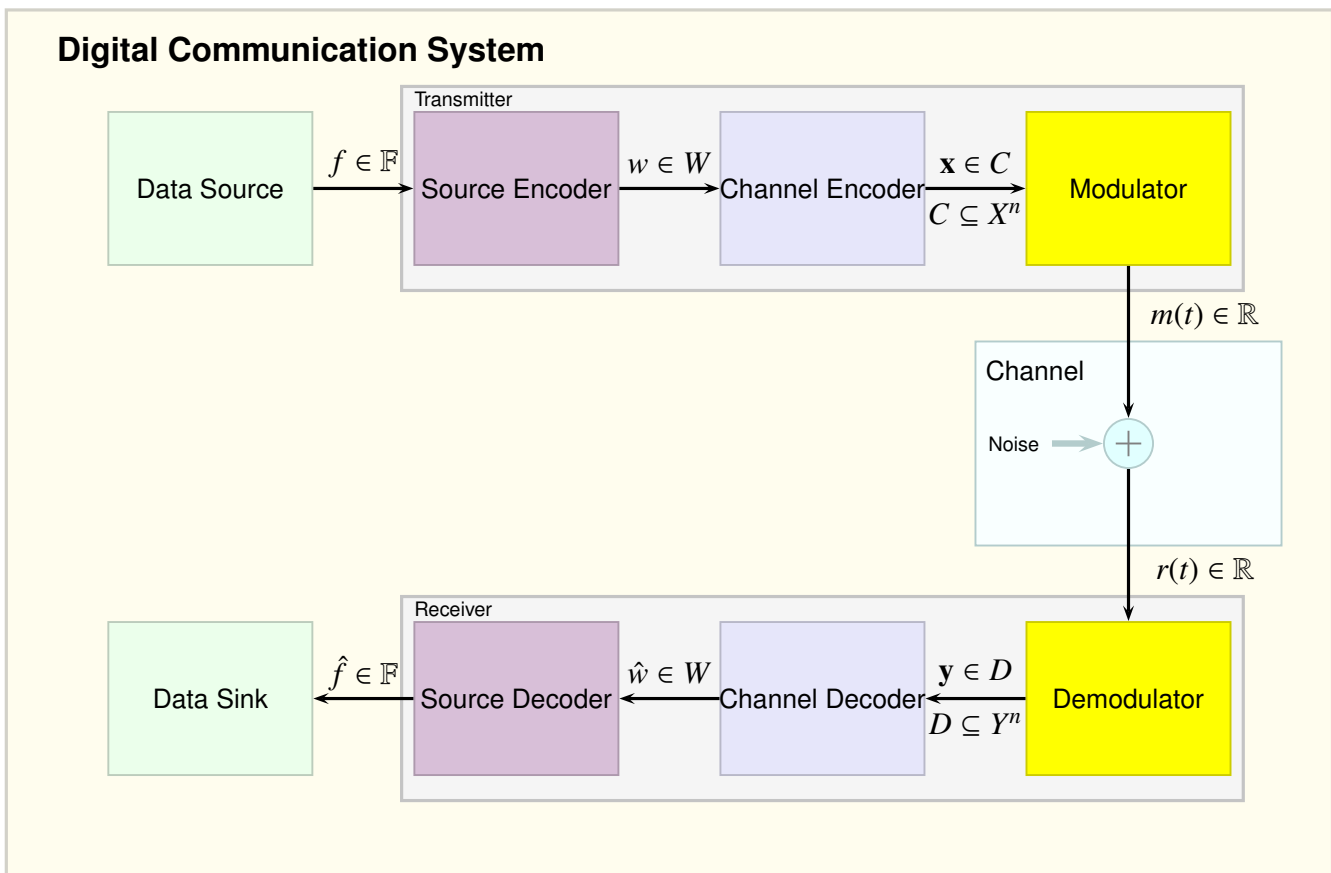 Digital Communication System
Transmitter
Data Source
f ∈ 𝔽
Source Encoder
w ∈ W
Channel Encoder
x ∈ C
C ⊆ Xⁿ
Modulator
m(t) ∈ ℝ
Channel
Noise
+
r(t) ∈ ℝ
Receiver
Data Sink
f̂ ∈ 𝔽
Source Decoder
ŵ ∈ W
Channel Decoder
y ∈ D
D ⊆ Yⁿ
Demodulator